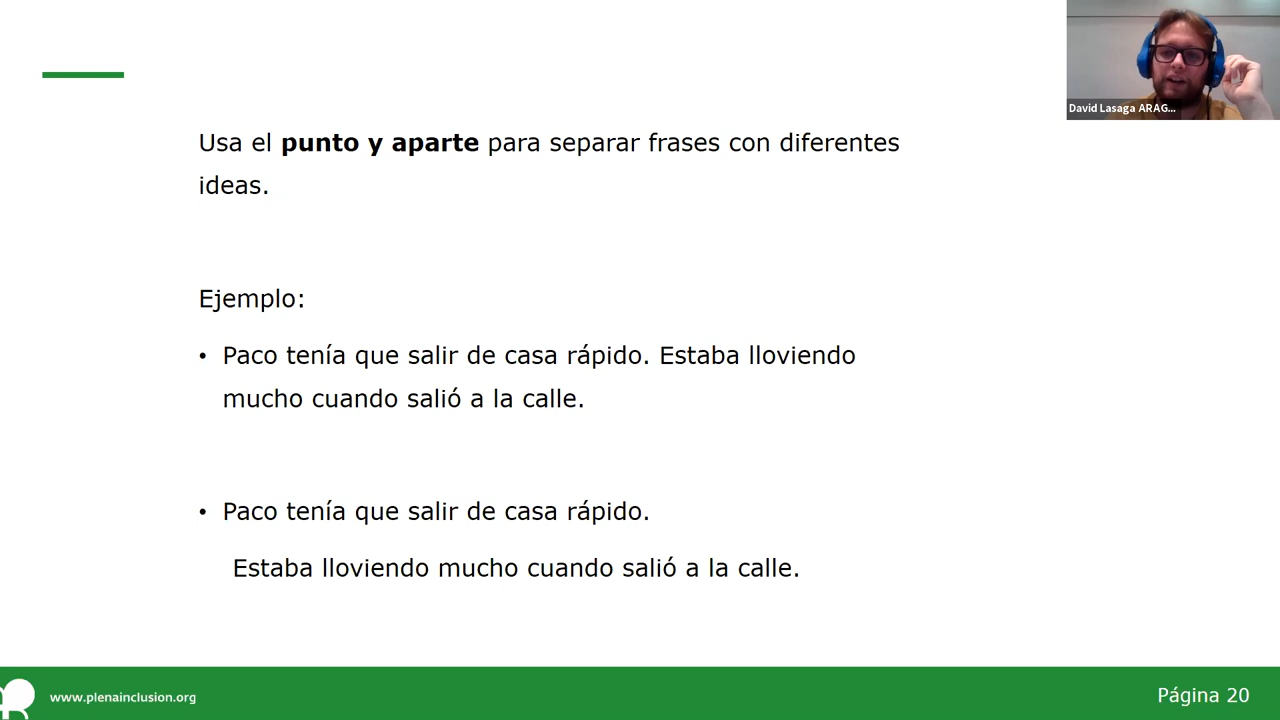 David Lasaga ARAG...
Usa el punto y aparte para separar frases con diferentes
ideas.
Ejemplo:
• Paco tenía que salir de casa rápido. Estaba lloviendo
mucho cuando salió a la calle.
• Paco tenía que salir de casa rápido.
Estaba lloviendo mucho cuando salió a la calle.
www.plenainclusion.org
Página 20